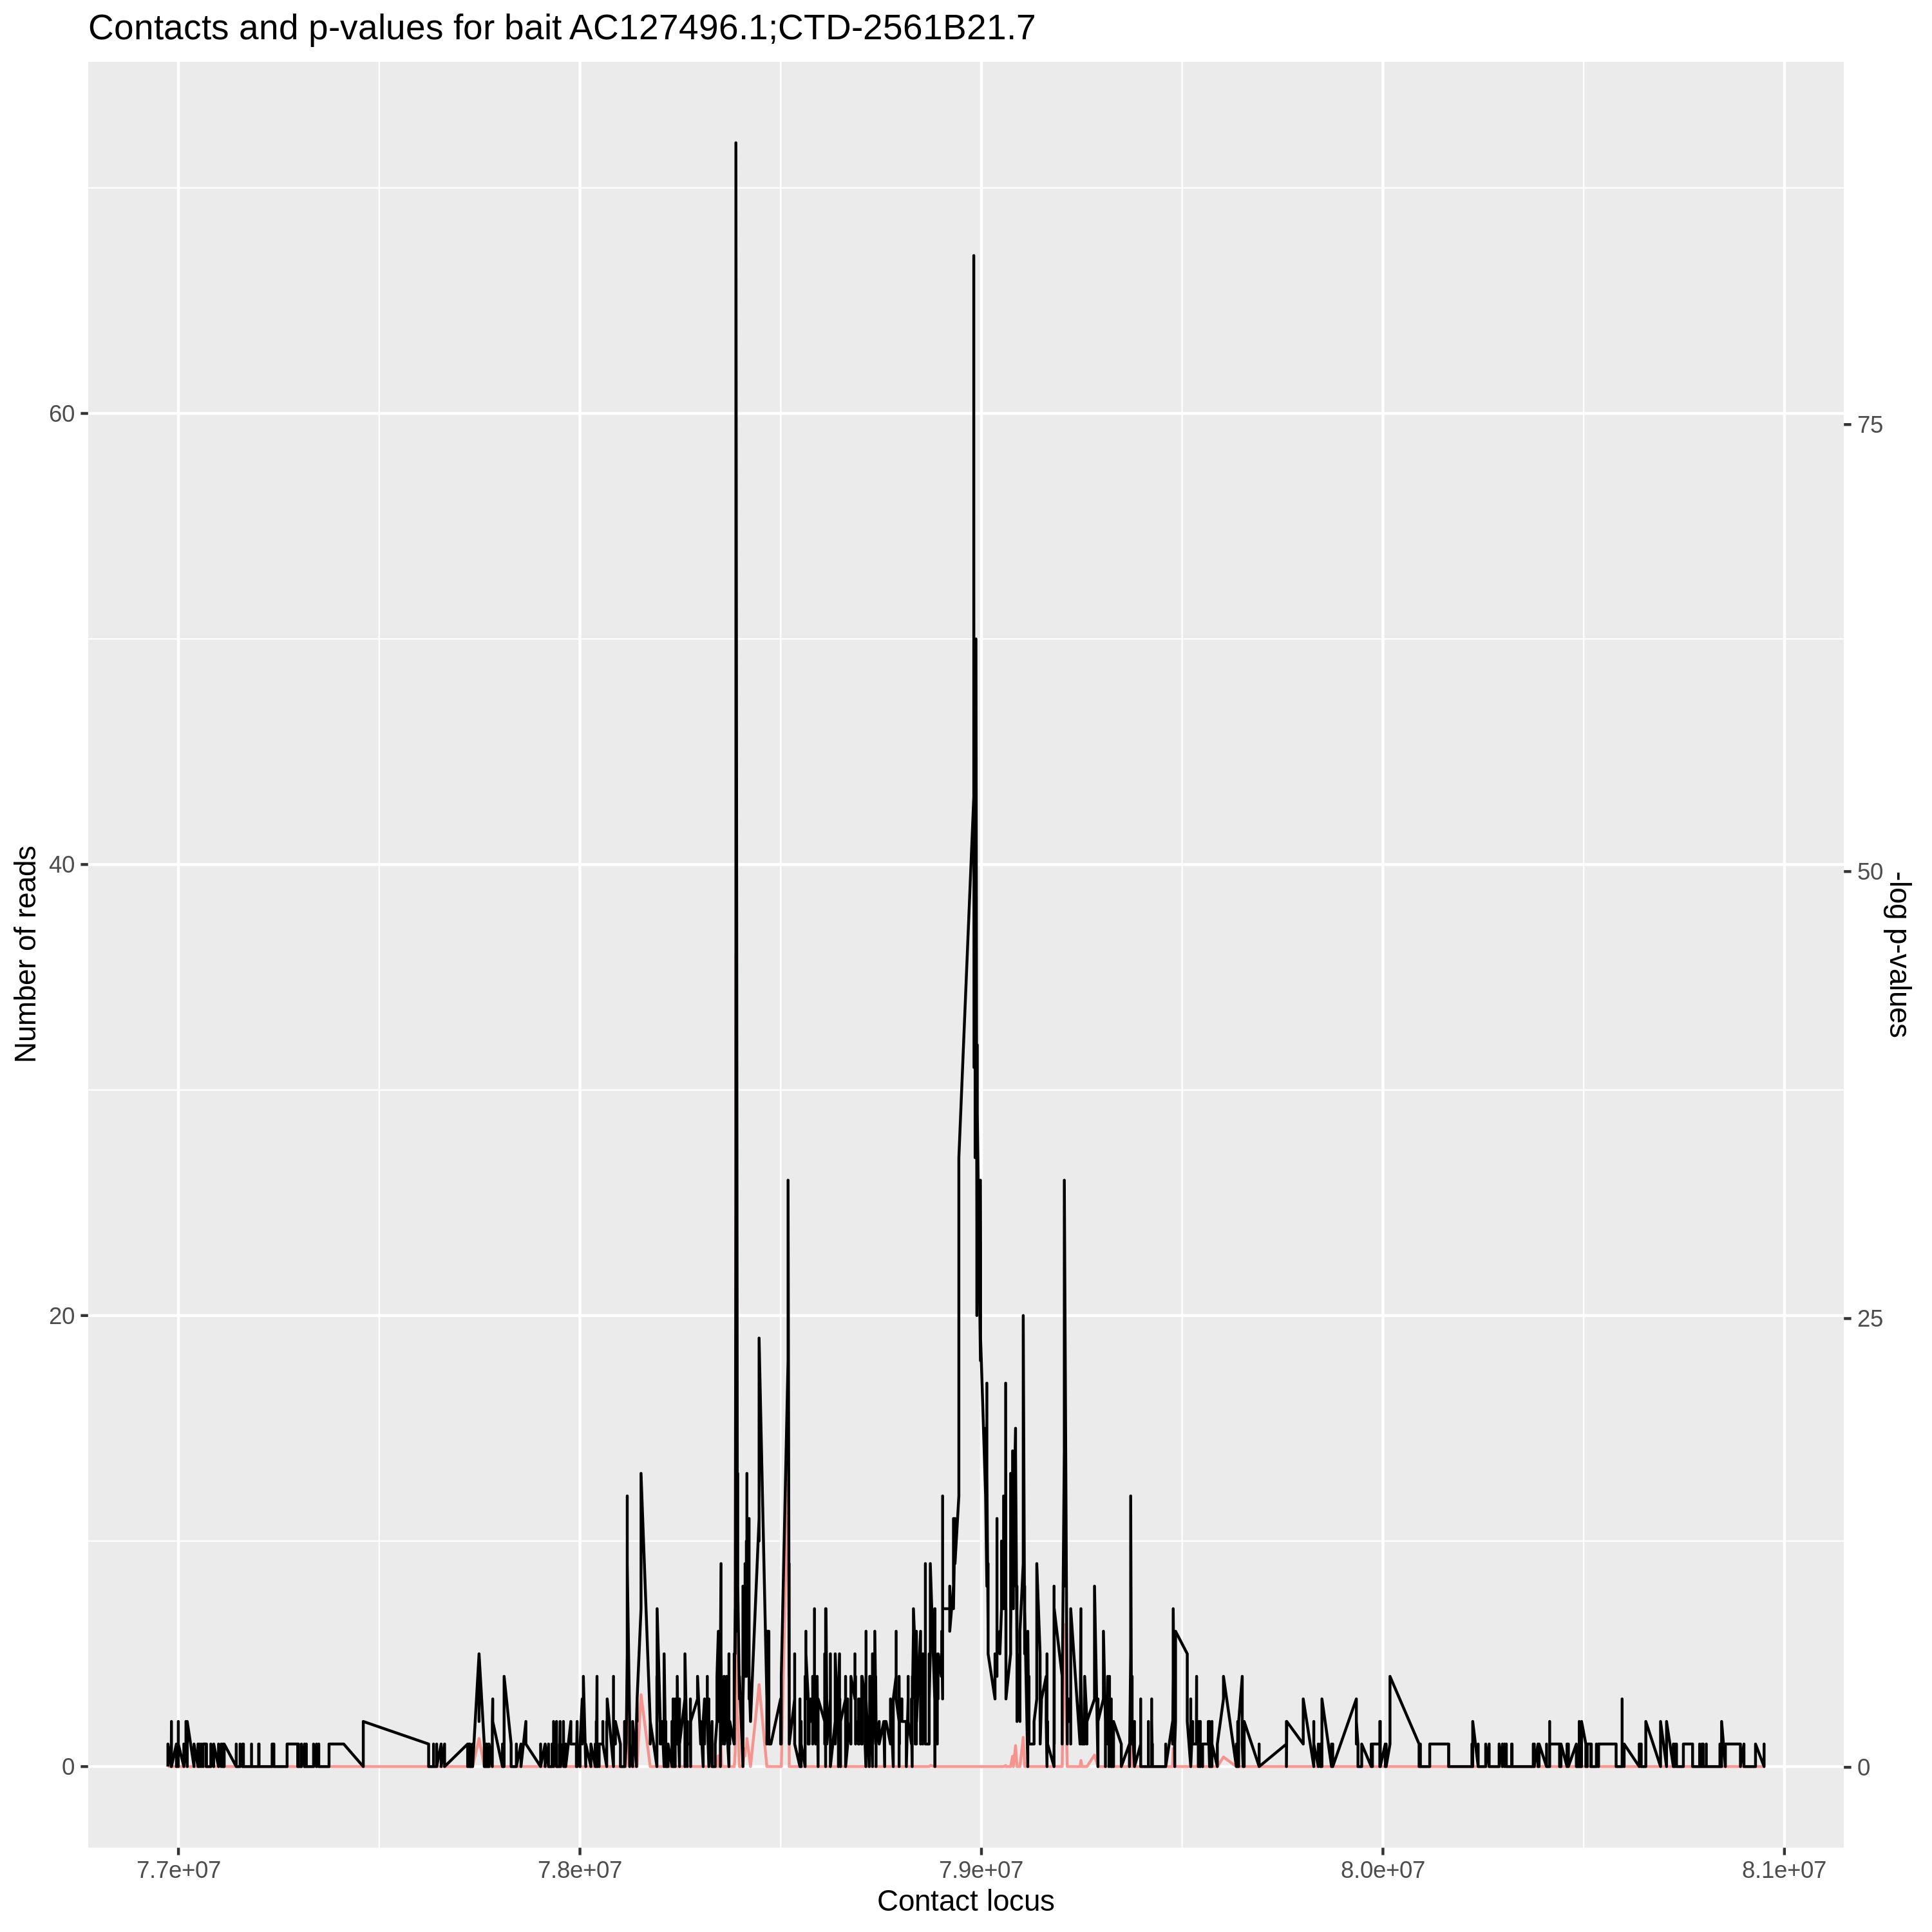 Contacts and p-values for bait AC127496.1;CTD-2561B21.7
60
40
20
0
75
50
25
0
Number of reads
-log p-values
7.7e+07
7.8e+07
7.9e+07
8.0e+07
8.1e+07
Contact locus